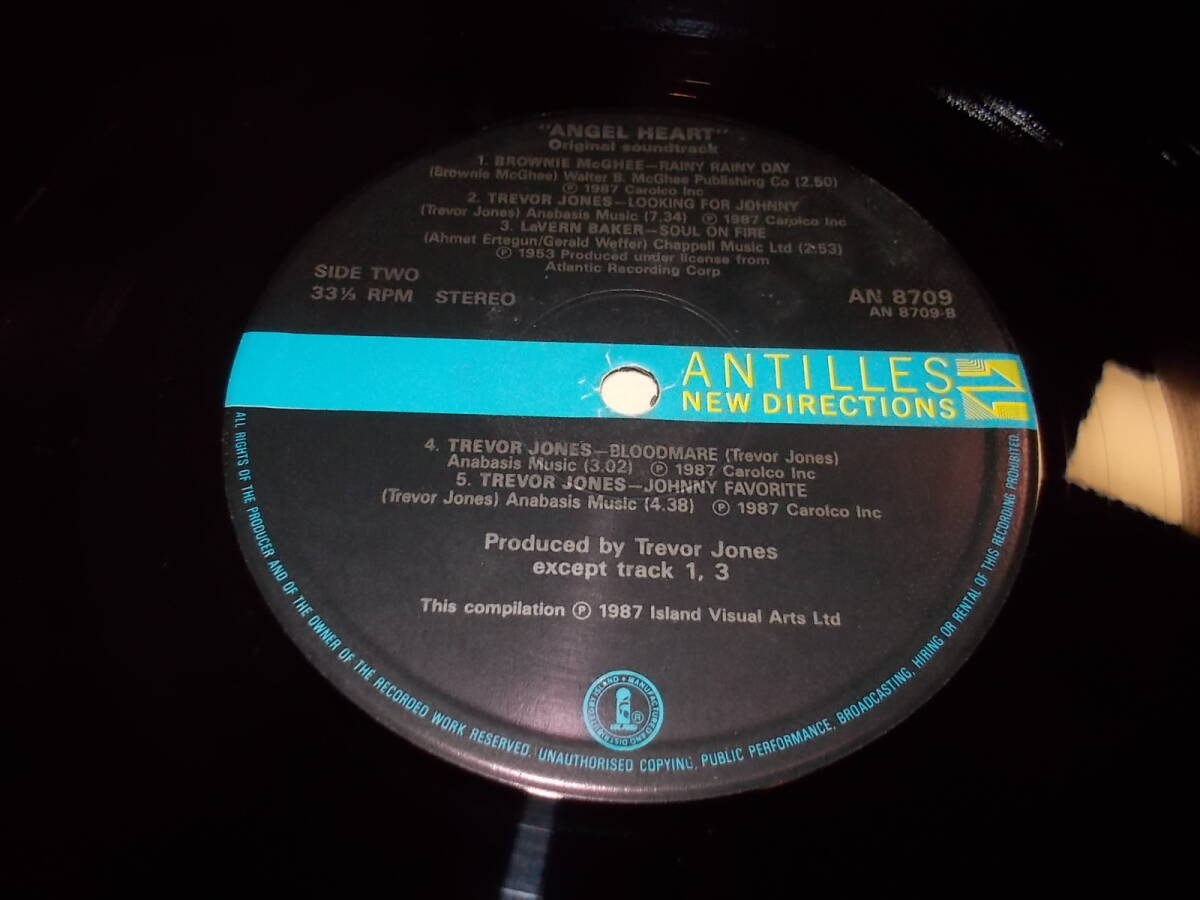 "ANGEL HEART"
Original soundtrack
1. BROWNIE McGHEE—RAINY RAINY DAY
(Brownie McGhee) Walter B. McGhee Publishing Co (2.50)
Ⓟ 1987 Carolco Inc
2. TREVOR JONES—LOOKING FOR JOHNNY
(Trevor Jones) Anabasis Music (7.34) Ⓟ 1987 Carolco Inc
3. LaVERN BAKER—SOUL ON FIRE
(Ahmet Ertegun/Gerald Weffer) Chappell Music Ltd (2:53)
Ⓟ 1953 Produced under license from
Atlantic Recording Corp
SIDE TWO
33⅓ RPM STEREO
AN 8709
AN 8709-B
ANTILLES
NEW DIRECTIONS
4. TREVOR JONES—BLOODMARE (Trevor Jones)
Anabasis Music (3.02) Ⓟ 1987 Carolco Inc
5. TREVOR JONES—JOHNNY FAVORITE
(Trevor Jones) Anabasis Music (4.38) Ⓟ 1987 Carolco Inc
Produced by Trevor Jones
except track 1, 3
This compilation Ⓟ 1987 Island Visual Arts Ltd
ALL RIGHTS OF THE PRODUCER AND OF THE OWNER OF THE RECORDED WORK RESERVED. UNAUTHORISED COPYING, PUBLIC PERFORMANCE, BROADCASTING, HIRING OR RENTAL OF THIS RECORDING PROHIBITED.
MANUFACTURED AND DISTRIBUTED BY ISLAND
®